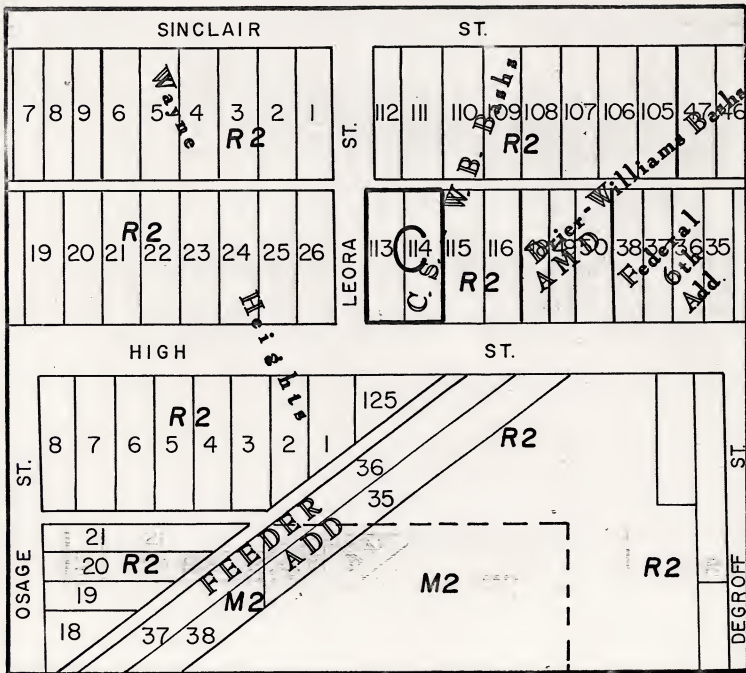 SINCLAIR ST.
7 8 9 6 5 4 3 2 1
Wayne
R2
ST.
112 111 110 109 108 107 106 105 47 46
R2
19 20 21 22 23 24 25 26
R2
Heights
LEORA
113 114 115 116 38 37 36 35
C
C. S. W. B. Bashs
R2
Brier-Williams Bashs
AMD
Federal
6th
Add
HIGH ST.
8 7 6 5 4 3 2 1 125
R2
36
35
R2
ST.
OSAGE
21
20 R2
19
18
FEEDER
ADD
37 38
M2
M2
R2
ST.
DEGROFF